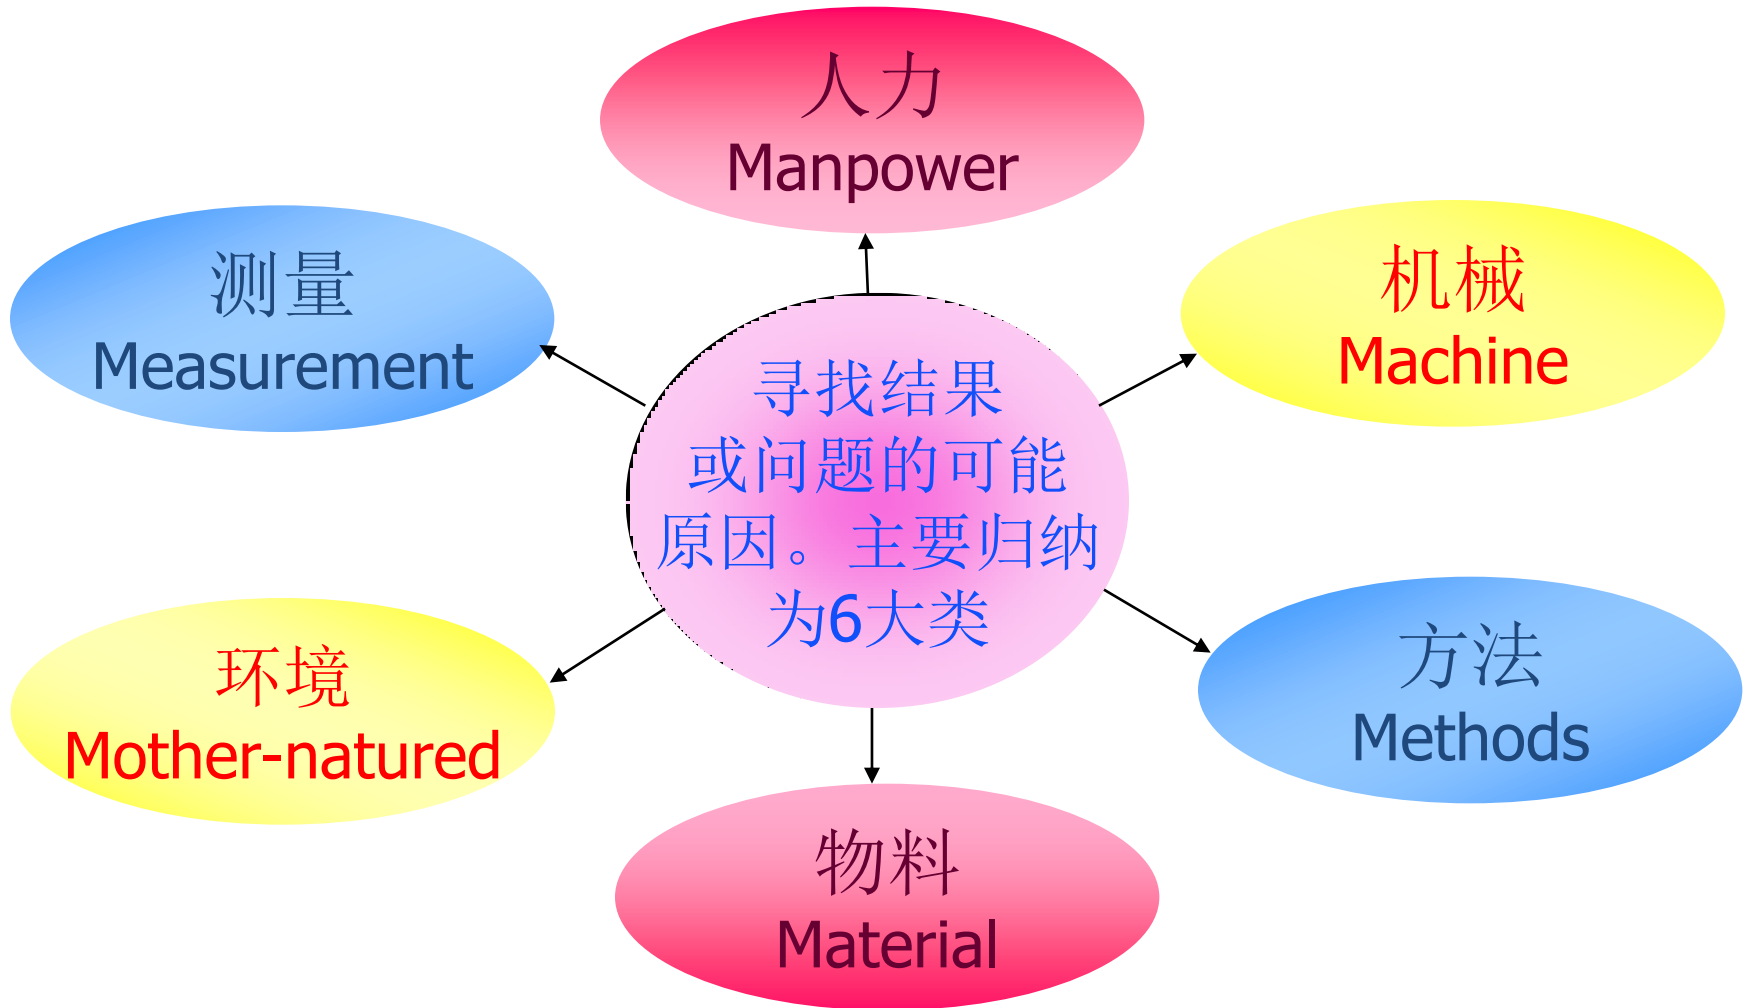 人力
Manpower
测量
Measurement
机械
Machine
寻找结果
或问题的可能
原因。主要归纳
为6大类
环境
Mother-natured
方法
Methods
物料
Material